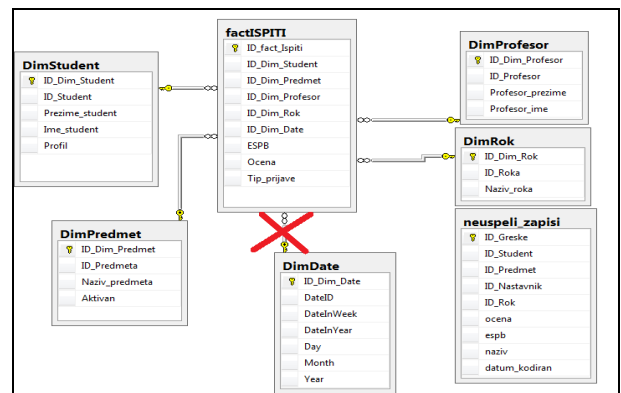 factISPITI
ID_fact_Ispiti
ID_Dim_Student
ID_Dim_Predmet
ID_Dim_Profesor
ID_Dim_Rok
ID_Dim_Date
ESPB
Ocena
Tip_prijave
DimStudent
ID_Dim_Student
ID_Student
Prezime_student
Ime_student
Profil
DimProfesor
ID_Dim_Profesor
ID_Profesor
Profesor_prezime
Profesor_ime
DimRok
ID_Dim_Rok
ID_Roka
Naziv_roka
DimPredmet
ID_Dim_Predmet
ID_Predmeta
Naziv_predmeta
Aktivan
DimDate
ID_Dim_Date
DateID
DateInWeek
DateInYear
Day
Month
Year
neuspeli_zapisi
ID_Greske
ID_Student
ID_Predmet
ID_Nastavnik
ID_Rok
ocena
espb
naziv
datum_kodiran